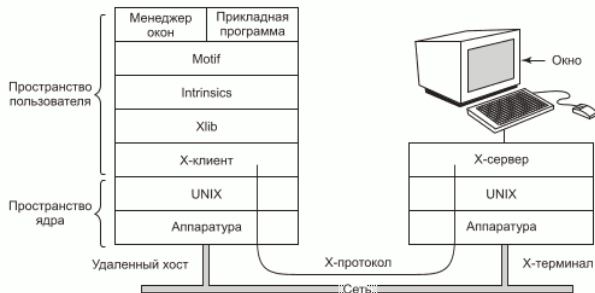 Менеджер
окон
Прикладная
программа
Motif
Intrinsics
Xlib
X-клиент
UNIX
Аппаратура
Пространство
пользователя
Пространство
ядра
Окно
X-сервер
UNIX
Аппаратура
Удаленный хост
X-протокол
X-терминал
Сеть